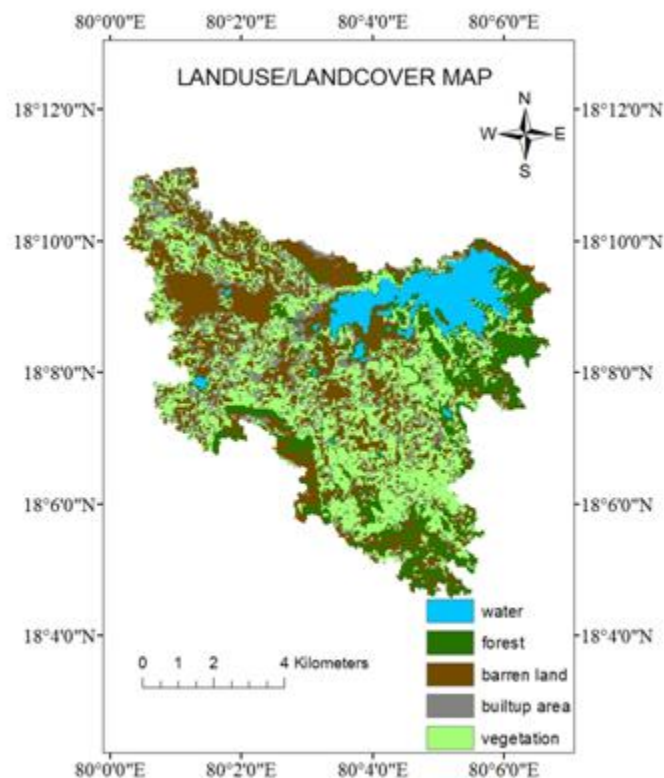 80°0'0"E 80°2'0"E 80°4'0"E 80°6'0"E
LANDUSE/LANDCOVER MAP
18°12'0"N 18°12'0"N
N
W E
S
18°10'0"N 18°10'0"N
18°8'0"N 18°8'0"N
18°6'0"N 18°6'0"N
water
18°4'0"N 18°4'0"N
forest
0 1 2 4 Kilometers
barren land
builtup area
vegetation
80°0'0"E 80°2'0"E 80°4'0"E 80°6'0"E